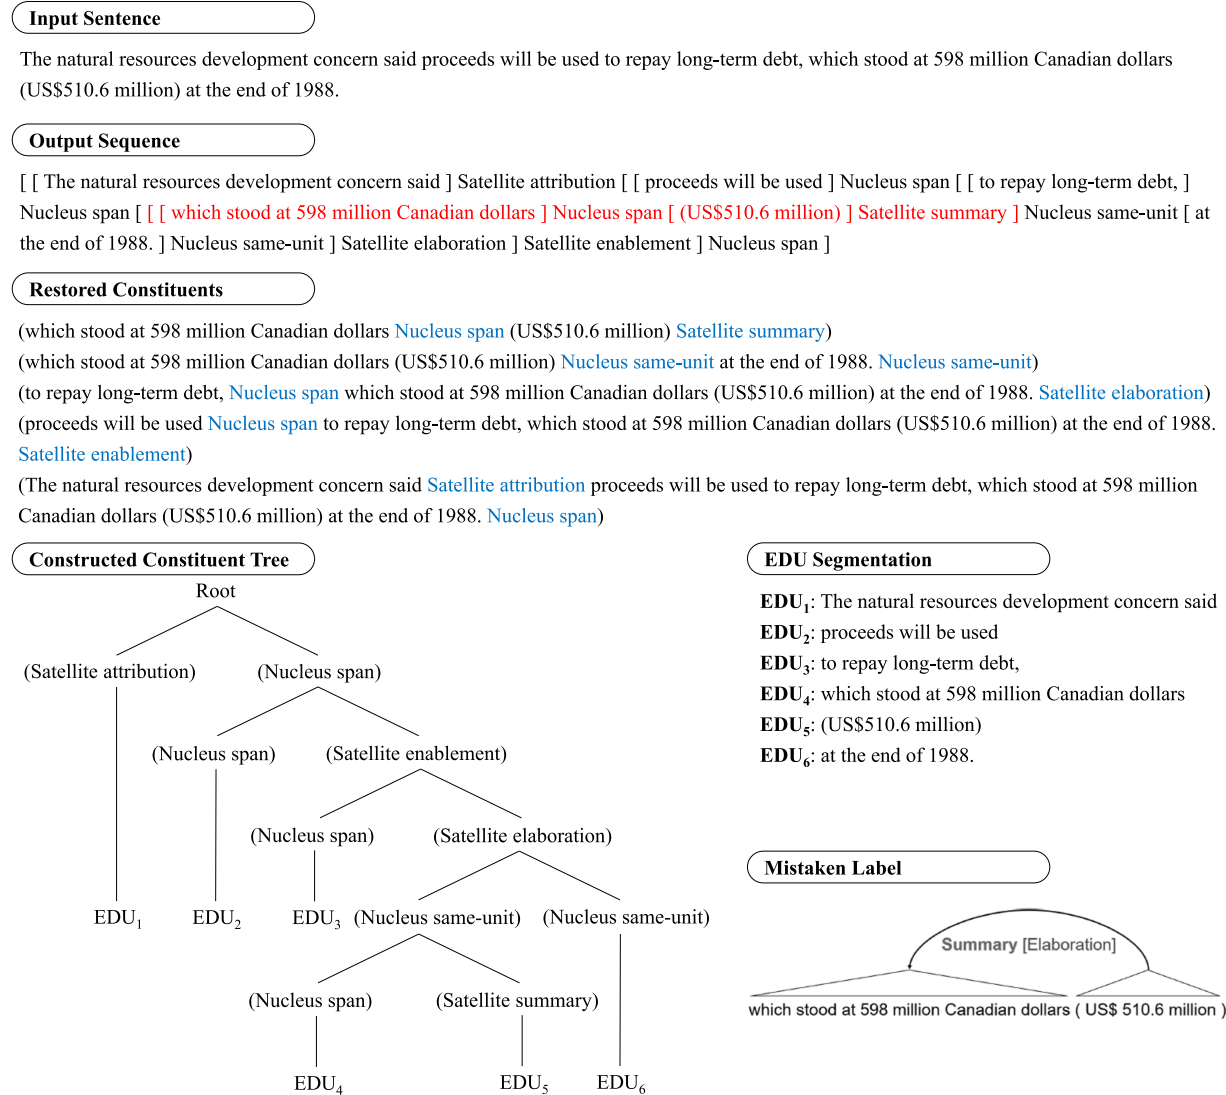 Input Sentence
The natural resources development concern said proceeds will be used to repay long-term debt, which stood at 598 million Canadian dollars
(US$510.6 million) at the end of 1988.
Output Sequence
[ [ The natural resources development concern said ] Satellite attribution [ [ proceeds will be used ] Nucleus span [ [ to repay long-term debt, ]
Nucleus span [ [ [ which stood at 598 million Canadian dollars ] Nucleus span [ (US$510.6 million) ] Satellite summary ] Nucleus same-unit [ at
the end of 1988. ] Nucleus same-unit ] Satellite elaboration ] Satellite enablement ] Nucleus span ]
Restored Constituents
(which stood at 598 million Canadian dollars Nucleus span (US$510.6 million) Satellite summary)
(which stood at 598 million Canadian dollars (US$510.6 million) Nucleus same-unit at the end of 1988. Nucleus same-unit)
(to repay long-term debt, Nucleus span which stood at 598 million Canadian dollars (US$510.6 million) at the end of 1988. Satellite elaboration)
(proceeds will be used Nucleus span to repay long-term debt, which stood at 598 million Canadian dollars (US$510.6 million) at the end of 1988.
Satellite enablement)
(The natural resources development concern said Satellite attribution proceeds will be used to repay long-term debt, which stood at 598 million
Canadian dollars (US$510.6 million) at the end of 1988. Nucleus span)
Constructed Constituent Tree
Root
(Satellite attribution) (Nucleus span)
(Nucleus span) (Satellite enablement)
(Nucleus span) (Satellite elaboration)
EDU1 EDU2 EDU3 (Nucleus same-unit) (Nucleus same-unit)
(Nucleus span) (Satellite summary)
EDU4 EDU5 EDU6
EDU Segmentation
EDU1: The natural resources development concern said
EDU2: proceeds will be used
EDU3: to repay long-term debt,
EDU4: which stood at 598 million Canadian dollars
EDU5: (US$510.6 million)
EDU6: at the end of 1988.
Mistaken Label
Summary [Elaboration]
which stood at 598 million Canadian dollars ( US$ 510.6 million )